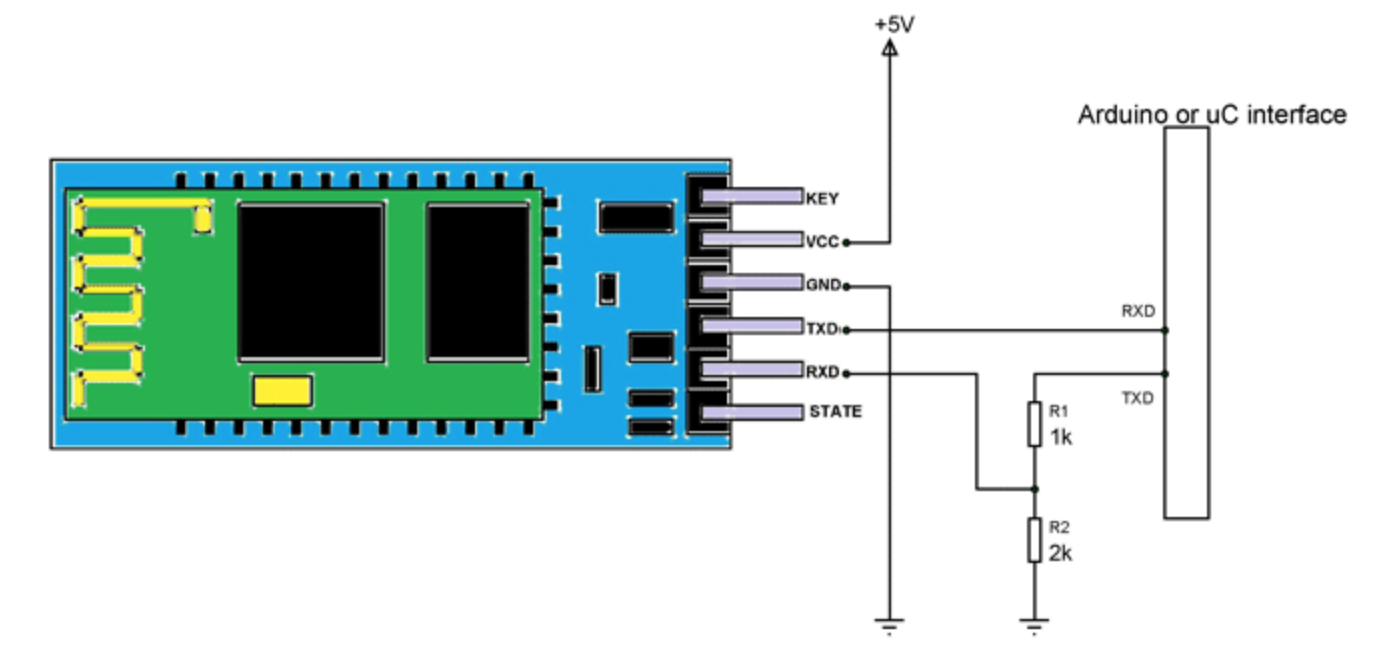 +5V
Arduino or uC interface
KEY
VCC
GND
TXD
RXD
STATE
RXD
TXD
R1
1k
R2
2k